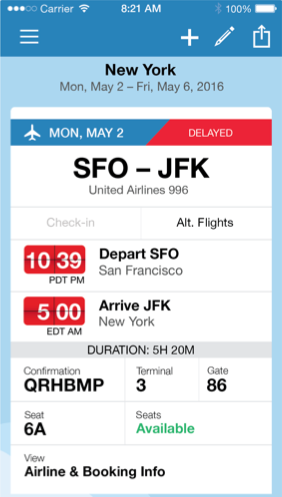 Carrier 8:21 AM 100%
New York
Mon, May 2 – Fri, May 6, 2016
MON, MAY 2 DELAYED
SFO – JFK
United Airlines 996
Check-in Alt. Flights
10 39 Depart SFO
PDT PM San Francisco
5 00 Arrive JFK
EDT AM New York
DURATION: 5H 20M
Confirmation Terminal Gate
QRHBMP 3 86
Seat Seats
6A Available
View
Airline & Booking Info